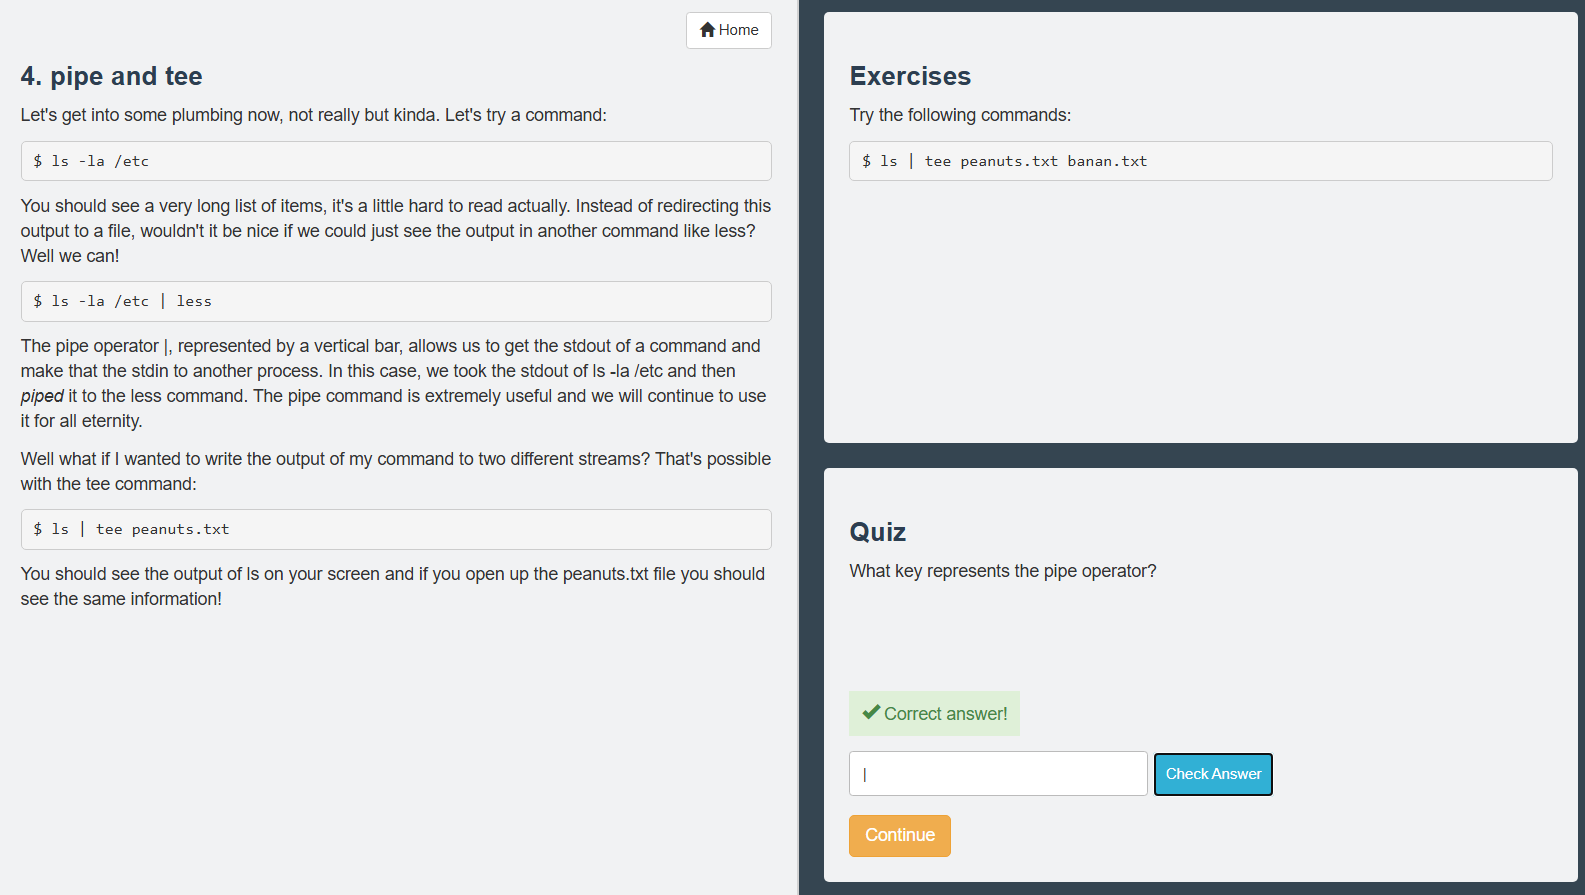 Home
4. pipe and tee
Let's get into some plumbing now, not really but kinda. Let's try a command:
$ ls -la /etc
You should see a very long list of items, it's a little hard to read actually. Instead of redirecting this
output to a file, wouldn't it be nice if we could just see the output in another command like less?
Well we can!
$ ls -la /etc | less
The pipe operator |, represented by a vertical bar, allows us to get the stdout of a command and
make that the stdin to another process. In this case, we took the stdout of ls -la /etc and then
piped it to the less command. The pipe command is extremely useful and we will continue to use
it for all eternity.
Well what if I wanted to write the output of my command to two different streams? That's possible
with the tee command:
$ ls | tee peanuts.txt
You should see the output of ls on your screen and if you open up the peanuts.txt file you should
see the same information!
Exercises
Try the following commands:
$ ls | tee peanuts.txt banan.txt
Quiz
What key represents the pipe operator?
Correct answer!
|
Check Answer
Continue